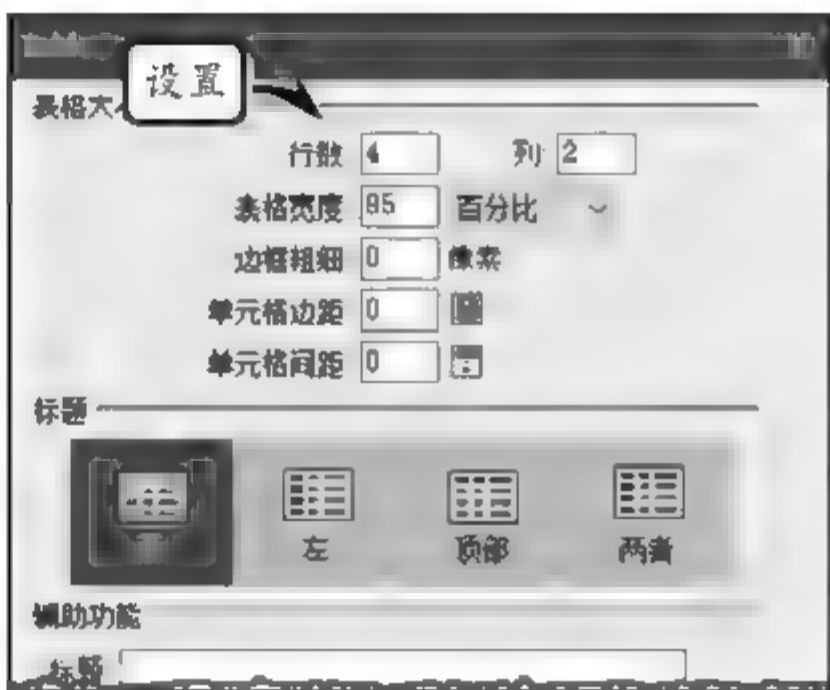 设置
表格大
行数 4 列 2
表格宽度 95 百分比
边框粗细 0 像素
单元格边距 0
单元格间距 0
标题
左 顶部 两者
辅助功能
标题